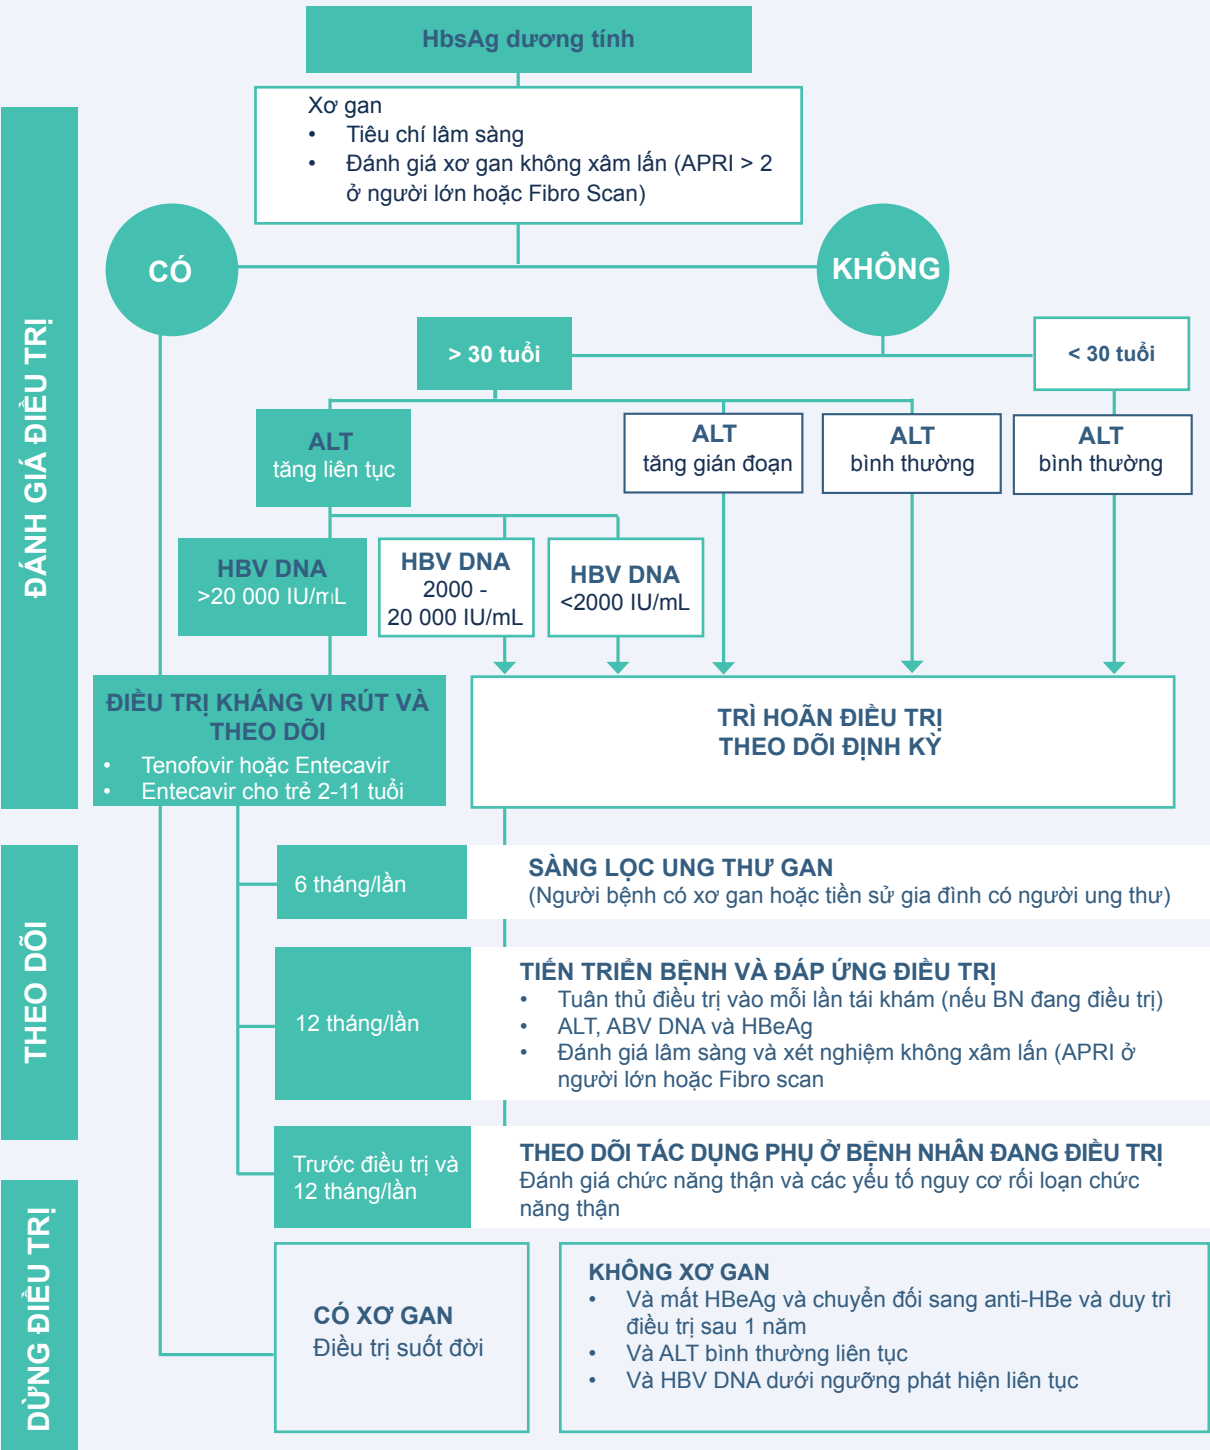 HbsAg dương tính
Xơ gan
• Tiêu chí lâm sàng
• Đánh giá xơ gan không xâm lấn (APRI > 2
ở người lớn hoặc Fibro Scan)
CÓ
KHÔNG
ĐÁNH GIÁ ĐIỀU TRỊ
> 30 tuổi
< 30 tuổi
ALT
tăng liên tục
ALT
tăng gián đoạn
ALT
bình thường
ALT
bình thường
HBV DNA
>20 000 IU/mL
HBV DNA
2000 -
20 000 IU/mL
HBV DNA
<2000 IU/mL
ĐIỀU TRỊ KHÁNG VI RÚT VÀ
THEO DÕI
• Tenofovir hoặc Entecavir
• Entecavir cho trẻ 2-11 tuổi
TRÌ HOÃN ĐIỀU TRỊ
THEO DÕI ĐỊNH KỲ
THEO DÕI
6 tháng/lần
SÀNG LỌC UNG THƯ GAN
(Người bệnh có xơ gan hoặc tiền sử gia đình có người ung thư)
12 tháng/lần
TIẾN TRIỂN BỆNH VÀ ĐÁP ỨNG ĐIỀU TRỊ
• Tuân thủ điều trị vào mỗi lần tái khám (nếu BN đang điều trị)
• ALT, ABV DNA và HBeAg
• Đánh giá lâm sàng và xét nghiệm không xâm lấn (APRI ở
người lớn hoặc Fibro scan
Trước điều trị và
12 tháng/lần
THEO DÕI TÁC DỤNG PHỤ Ở BỆNH NHÂN ĐANG ĐIỀU TRỊ
Đánh giá chức năng thận và các yếu tố nguy cơ rối loạn chức
năng thận
DỪNG ĐIỀU TRỊ
CÓ XƠ GAN
Điều trị suốt đời
KHÔNG XƠ GAN
• Và mất HBeAg và chuyển đối sang anti-HBe và duy trì
điều trị sau 1 năm
• Và ALT bình thường liên tục
• Và HBV DNA dưới ngưỡng phát hiện liên tục